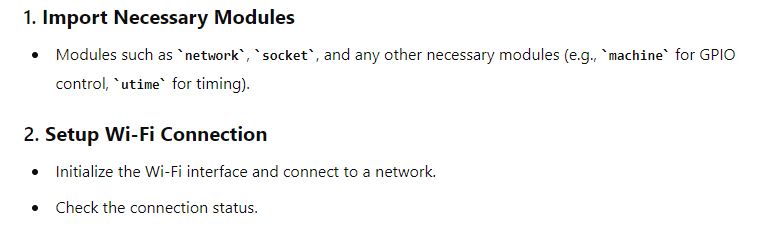 1. Import Necessary Modules
• Modules such as `network`, `socket`, and any other necessary modules (e.g., `machine` for GPIO
control, `utime` for timing).
2. Setup Wi-Fi Connection
• Initialize the Wi-Fi interface and connect to a network.
• Check the connection status.